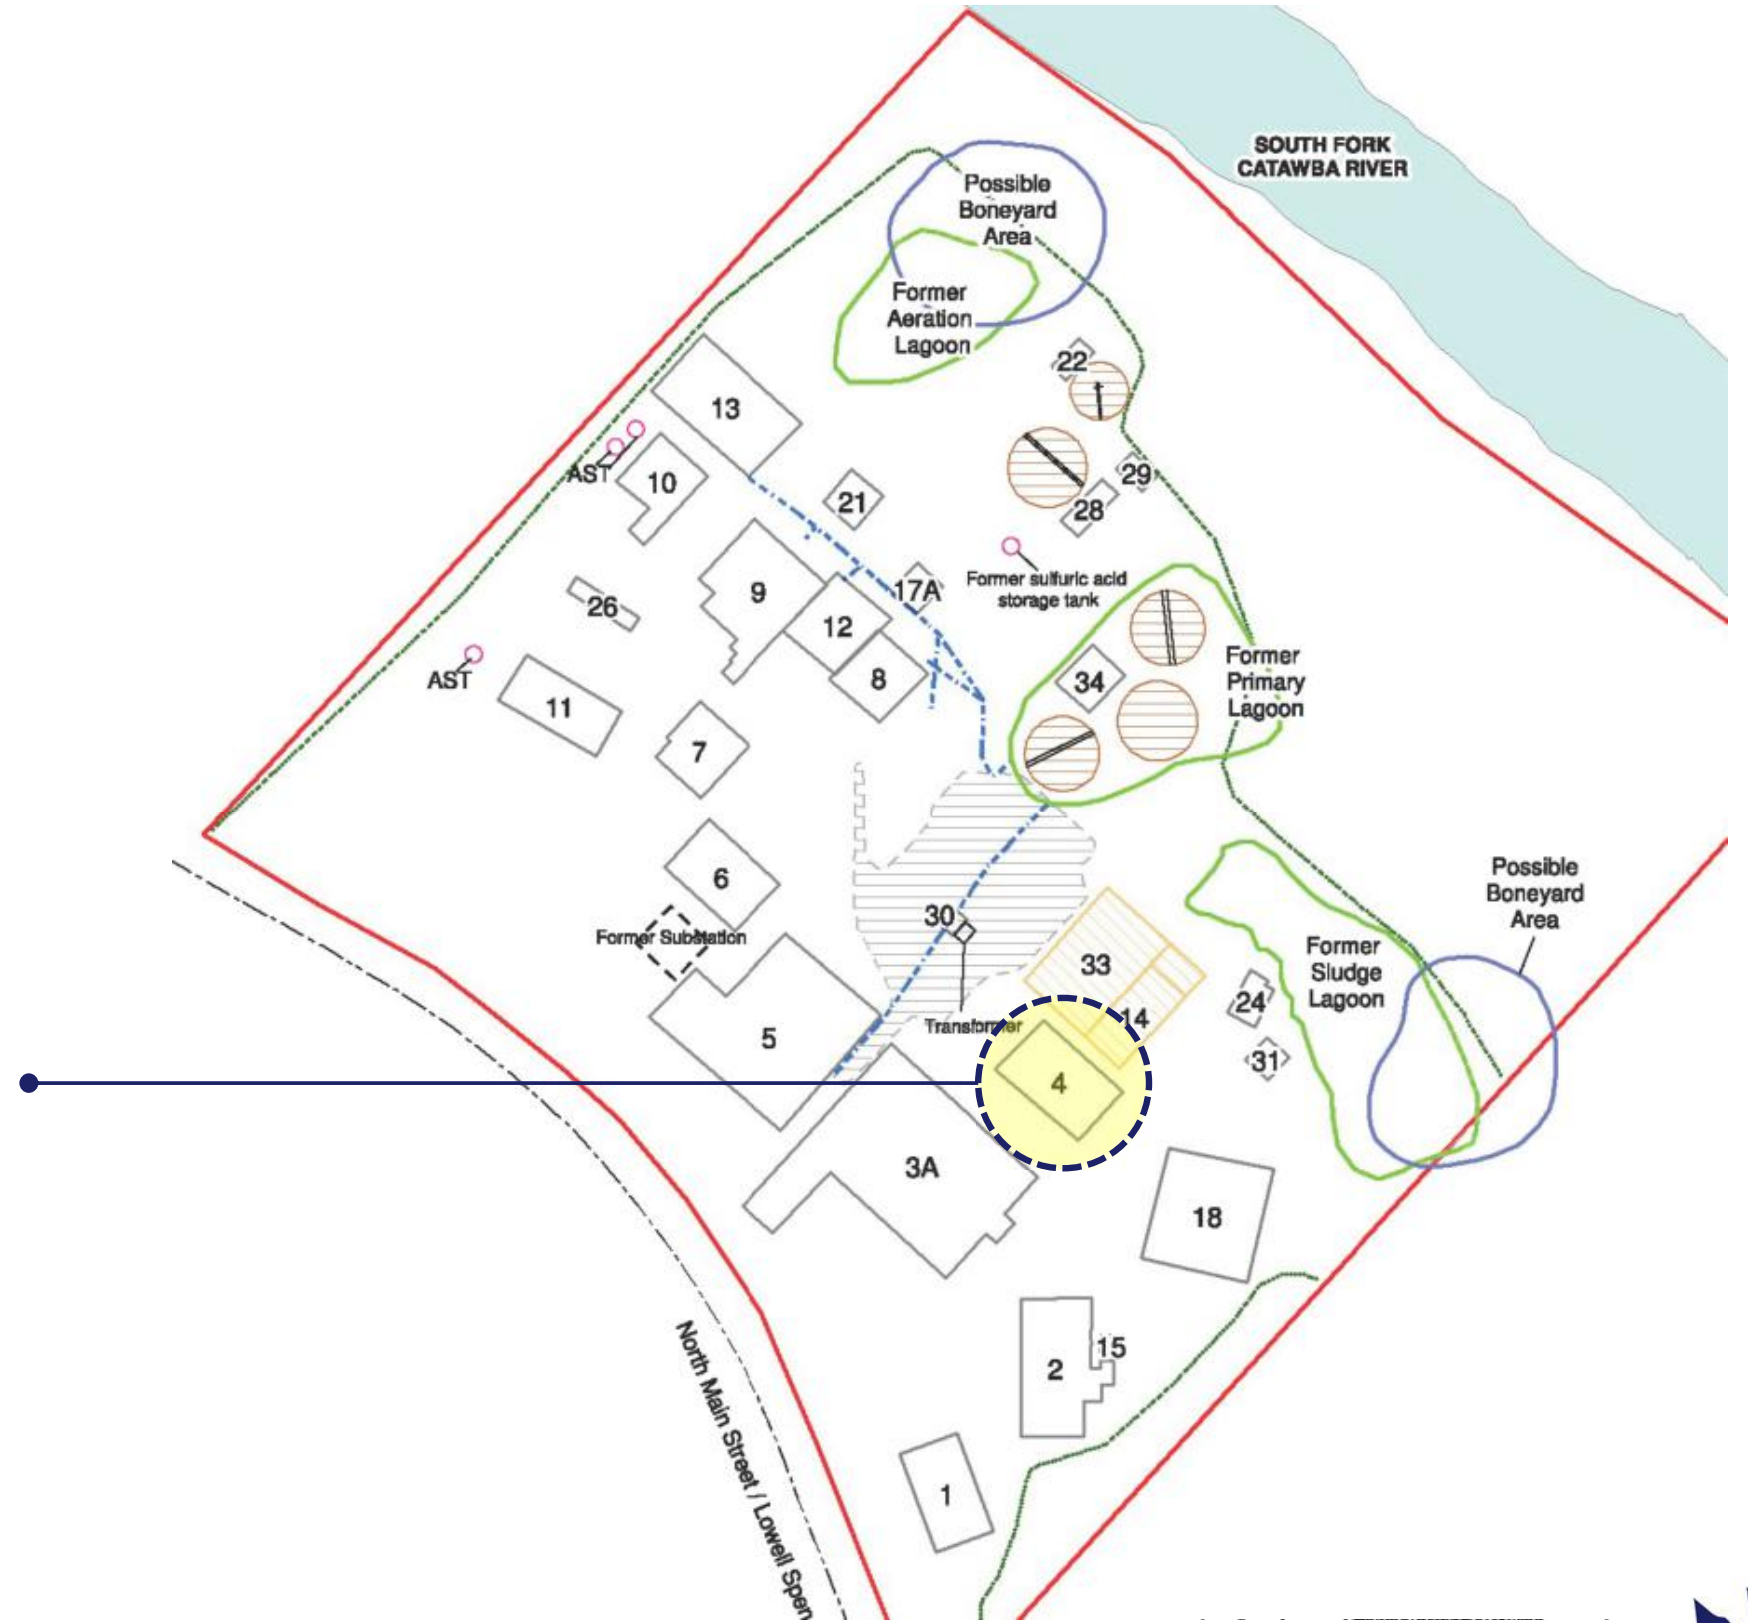 SOUTH FORK
CATAWBA RIVER
Possible
Boneyard
Area
Former
Aeration
Lagoon
22
13
AST
10
21
29
28
Former sulfuric acid
storage tank
9
17A
26
12
8
34
Former
Primary
Lagoon
AST
11
7
6
Former Substation
30
33
Possible
Boneyard
Area
Former
Sludge
Lagoon
24
14
Transformer
5
31
4
3A
18
15
2
1
North Main Street / Lowell Spen